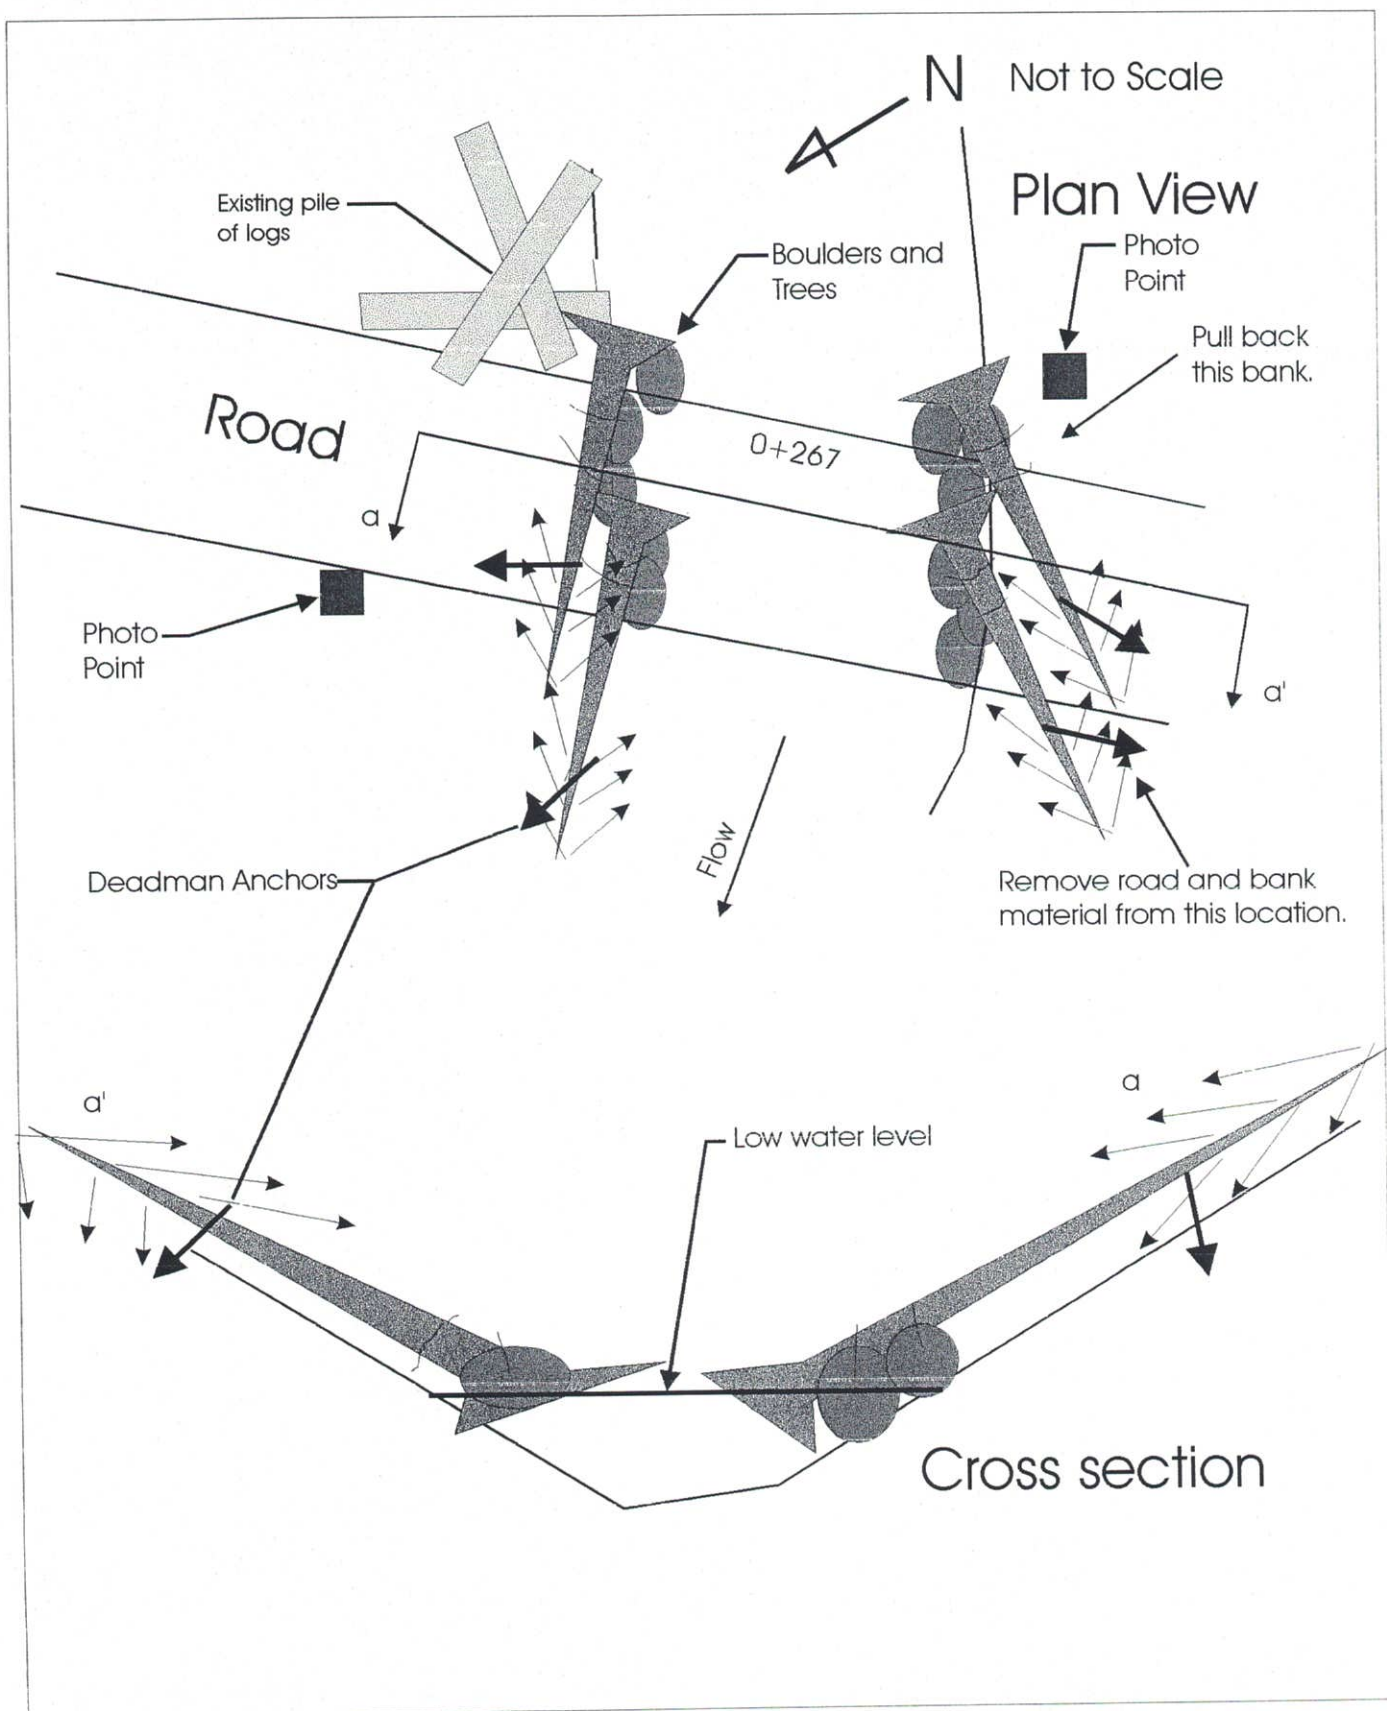 N Not to Scale
Plan View
Existing pile
of logs
Boulders and
Trees
Photo
Point
Pull back
this bank.
Road
0+267
a
Photo
Point
a'
Flow
Deadman Anchors
Remove road and bank
material from this location.
a'
a
Low water level
Cross section